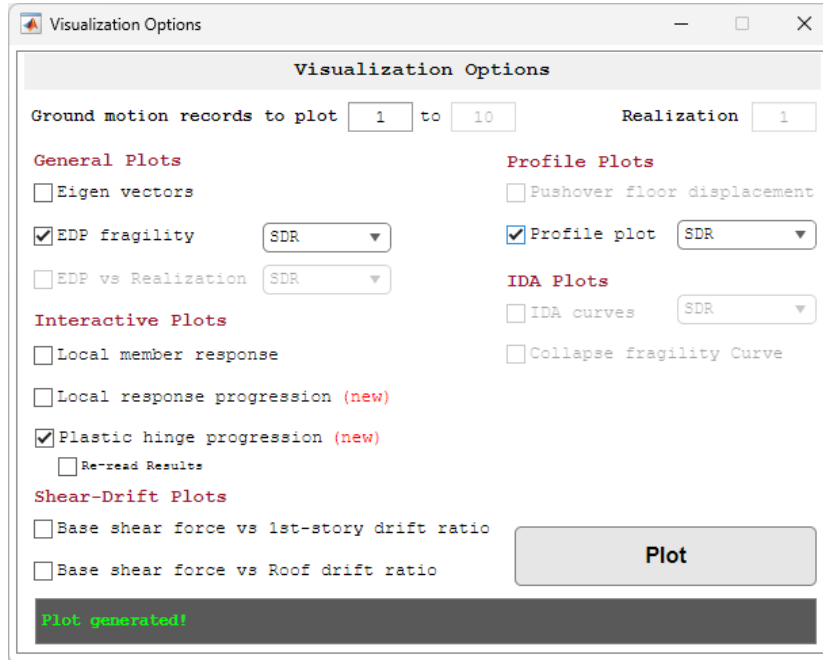 Visualization Options
Visualization Options
Ground motion records to plot 1 to 10 Realization 1
General Plots
Eigen vectors
EDP fragility SDR
EDP vs Realization SDR
Interactive Plots
Local member response
Local response progression (new)
Plastic hinge progression (new)
Re-read Results
Shear-Drift Plots
Base shear force vs 1st-story drift ratio
Base shear force vs Roof drift ratio
Profile Plots
Pushover floor displacement
Profile plot SDR
IDA Plots
IDA curves SDR
Collapse fragility Curve
Plot
Plot generated!